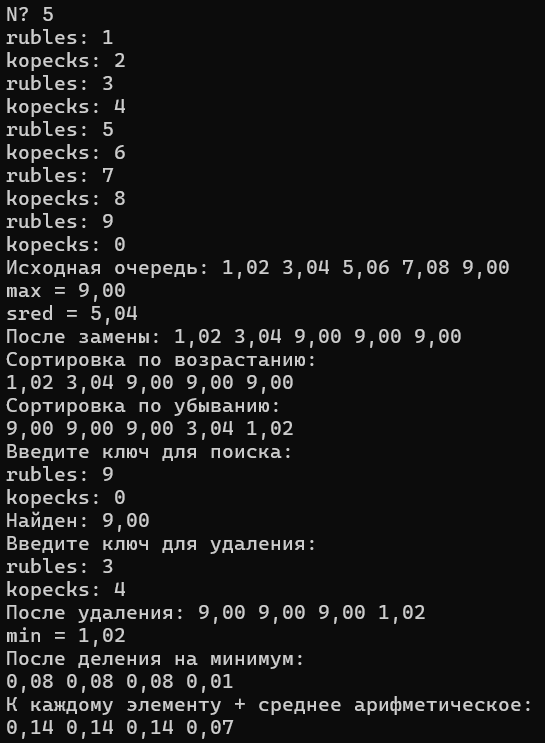 N? 5
rubles: 1
kopecks: 2
rubles: 3
kopecks: 4
rubles: 5
kopecks: 6
rubles: 7
kopecks: 8
rubles: 9
kopecks: 0
Исходная очередь: 1,02 3,04 5,06 7,08 9,00
max = 9,00
sred = 5,04
После замены: 1,02 3,04 9,00 9,00 9,00
Сортировка по возрастанию:
1,02 3,04 9,00 9,00 9,00
Сортировка по убыванию:
9,00 9,00 9,00 3,04 1,02
Введите ключ для поиска:
rubles: 9
kopecks: 0
Найден: 9,00
Введите ключ для удаления:
rubles: 3
kopecks: 4
После удаления: 9,00 9,00 9,00 1,02
min = 1,02
После деления на минимум:
0,08 0,08 0,08 0,01
К каждому элементу + среднее арифметическое:
0,14 0,14 0,14 0,07